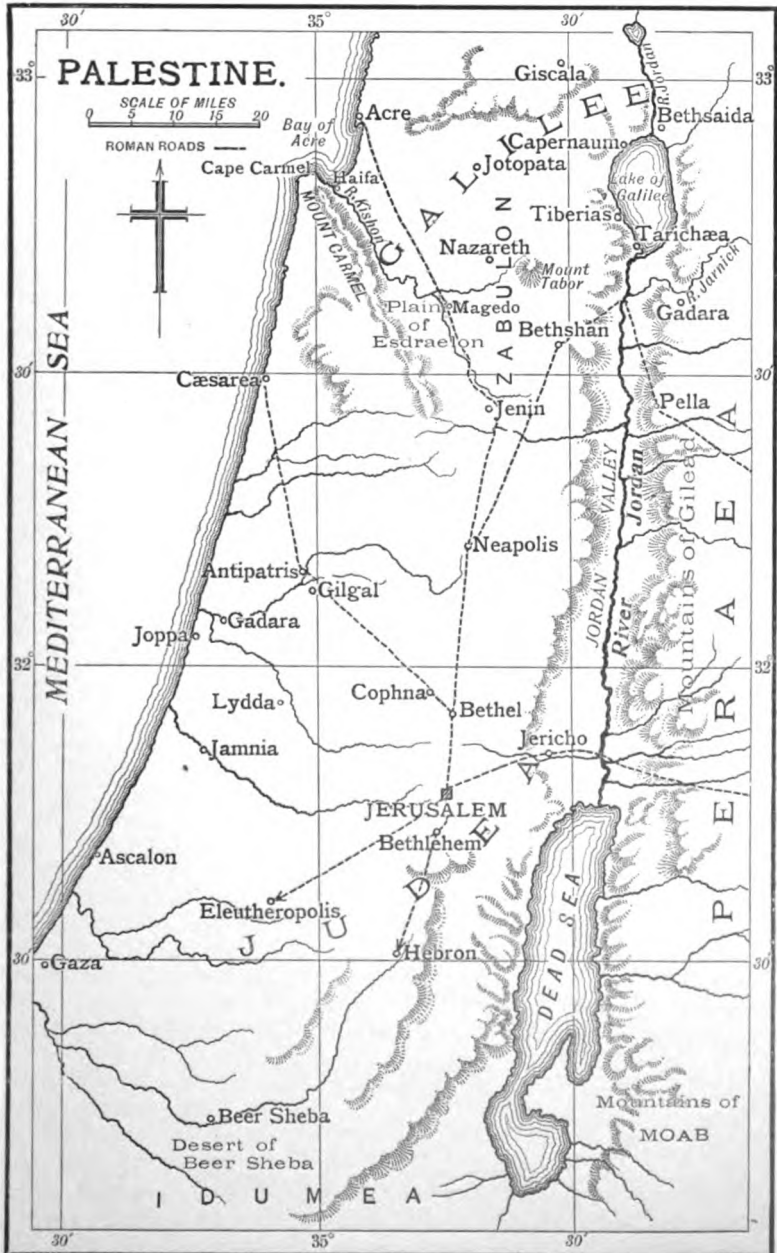 30' 35° 30'
33° 33°
PALESTINE.
SCALE OF MILES
0 5 10 20
ROMAN ROADS
Giscala
R. Jordan
Bay of
Acre
Acre
Bethsaida
Capernaum
Cape Carmel
Haifa
Jotopata
Lake of
Galilee
GALILEE
R. Kishon
MOUNT CARMEL
Tiberias
Tarichæa
Nazareth
Mount
Tabor
ZABULON
R. Jarnick
Gadara
Plain
of
Esdraelon
Magedo
Bethshan
MEDITERRANEAN SEA
30' 30'
Cæsarea
Jenin
Pella
JORDAN
VALLEY
River Jordan
Mountains of Gilead
PERAEA
Neapolis
Antipatris
Gilgal
Gadara
Joppa
32° 32°
Cophna
Lydda
Bethel
Jamnia
Jericho
JERUSALEM
Bethlehem
Ascalon
Eleutheropolis
JUDEA
DEAD SEA
Hebron
30' 30'
Gaza
Beer Sheba
Desert of
Beer Sheba
Mountains of
MOAB
IDUMEA
30' 35° 30'